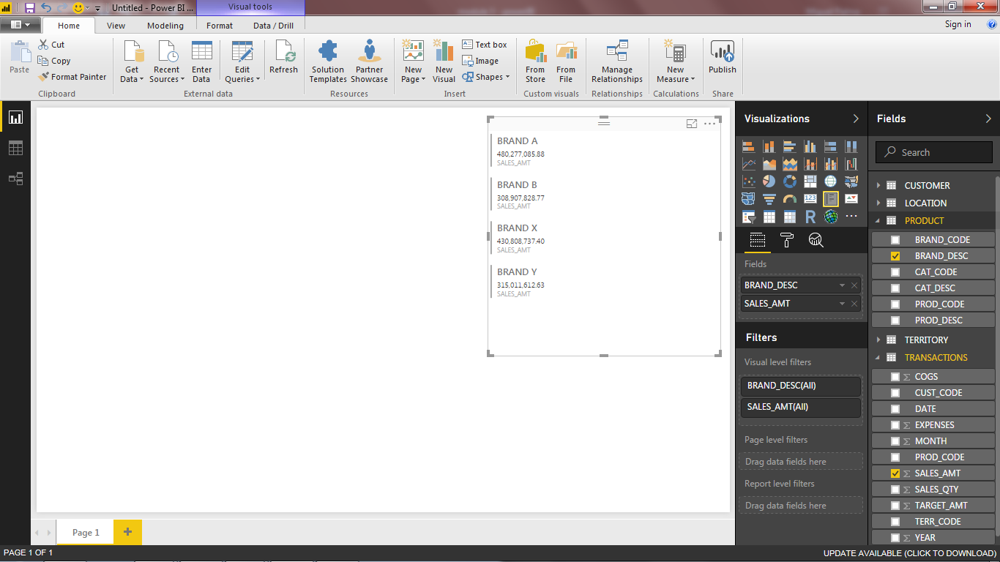 Untitled - Power BI ...
Visual tools
Home
View
Modeling
Format
Data / Drill
Sign in
Paste
Cut
Copy
Format Painter
Clipboard
Get Data
Recent Sources
Enter Data
Edit Queries
Refresh
External data
Solution Templates
Partner Showcase
Resources
New Page
New Visual
Text box
Image
Shapes
Insert
From Store
From File
Custom visuals
Manage Relationships
Relationships
New Measure
Calculations
Publish
Share
BRAND A
480,277,085.88
SALES_AMT
BRAND B
308,907,828.77
SALES_AMT
BRAND X
430,808,737.40
SALES_AMT
BRAND Y
315,011,612.63
SALES_AMT
Visualizations
123
R
Fields
BRAND_DESC
SALES_AMT
Filters
Visual level filters
BRAND_DESC(All)
SALES_AMT(All)
Page level filters
Drag data fields here
Report level filters
Drag data fields here
Fields
Search
CUSTOMER
LOCATION
PRODUCT
BRAND_CODE
BRAND_DESC
CAT_CODE
CAT_DESC
PROD_CODE
PROD_DESC
TERRITORY
TRANSACTIONS
Σ COGS
CUST_CODE
DATE
Σ EXPENSES
Σ MONTH
PROD_CODE
Σ SALES_AMT
Σ SALES_QTY
Σ TARGET_AMT
TERR_CODE
Σ YEAR
Page 1
PAGE 1 OF 1
UPDATE AVAILABLE (CLICK TO DOWNLOAD)